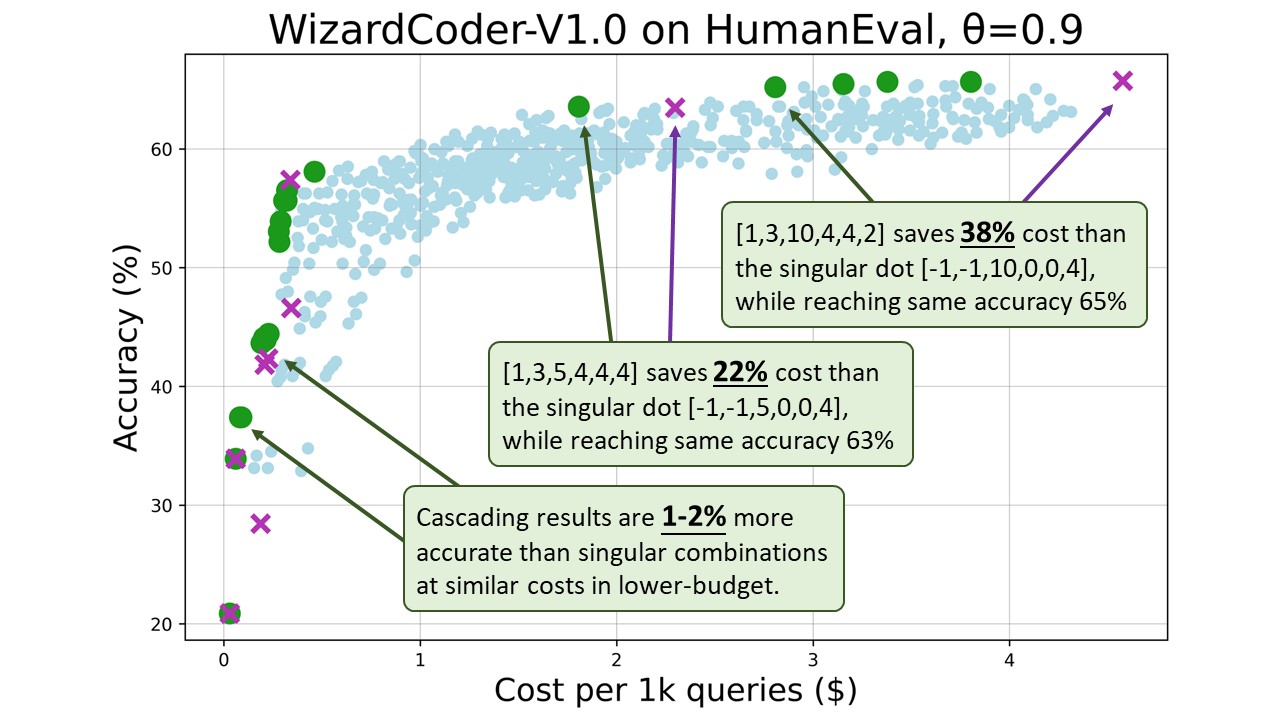 WizardCoder-V1.0 on HumanEval, θ=0.9
Accuracy (%)
60
50
40
30
20
[1,3,10,4,4,2] saves 38% cost than
the singular dot [-1,-1,10,0,0,4],
while reaching same accuracy 65%
[1,3,5,4,4,4] saves 22% cost than
the singular dot [-1,-1,5,0,0,4],
while reaching same accuracy 63%
Cascading results are 1-2% more
accurate than singular combinations
at similar costs in lower-budget.
0 1 2 3 4
Cost per 1k queries ($)